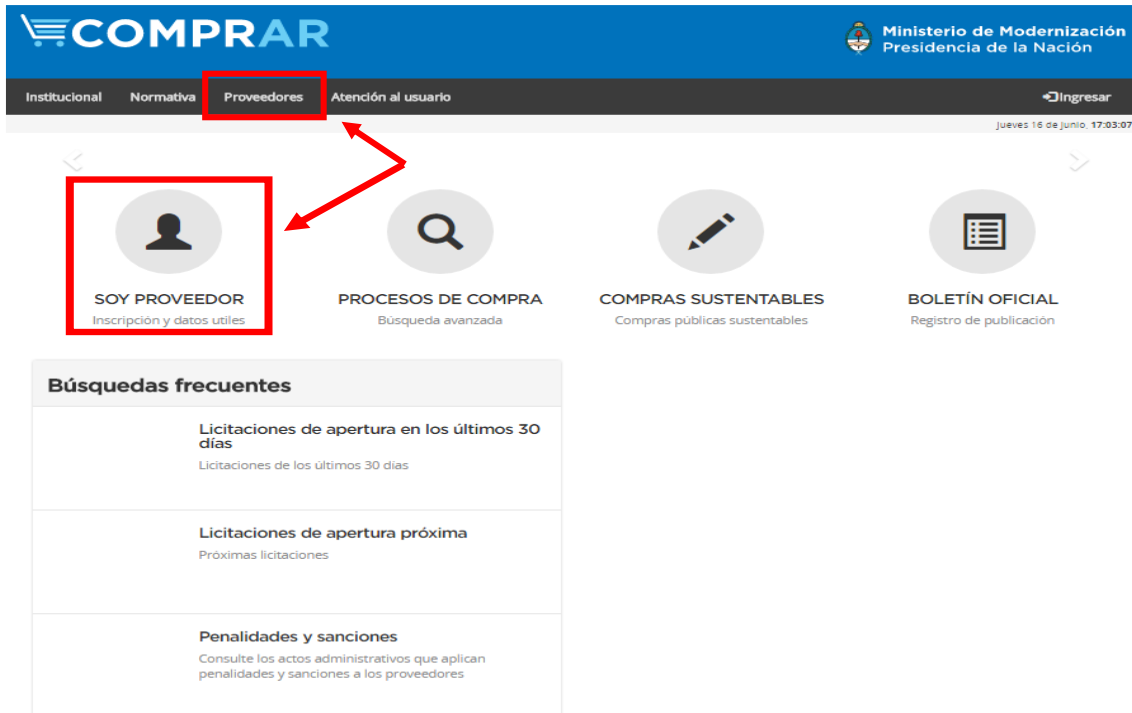 COMPRAR
Ministerio de Modernización
Presidencia de la Nación
Institucional Normativa Proveedores Atención al usuario Ingresar
Jueves 16 de Junio, 17:03:07
SOY PROVEEDOR
Inscripción y datos utiles
PROCESOS DE COMPRA
Búsqueda avanzada
COMPRAS SUSTENTABLES
Compras públicas sustentables
BOLETÍN OFICIAL
Registro de publicación
Búsquedas frecuentes
Licitaciones de apertura en los últimos 30
días
Licitaciones de los últimos 30 días
Licitaciones de apertura próxima
Próximas licitaciones
Penalidades y sanciones
Consulte los actos administrativos que aplican
penalidades y sanciones a los proveedores